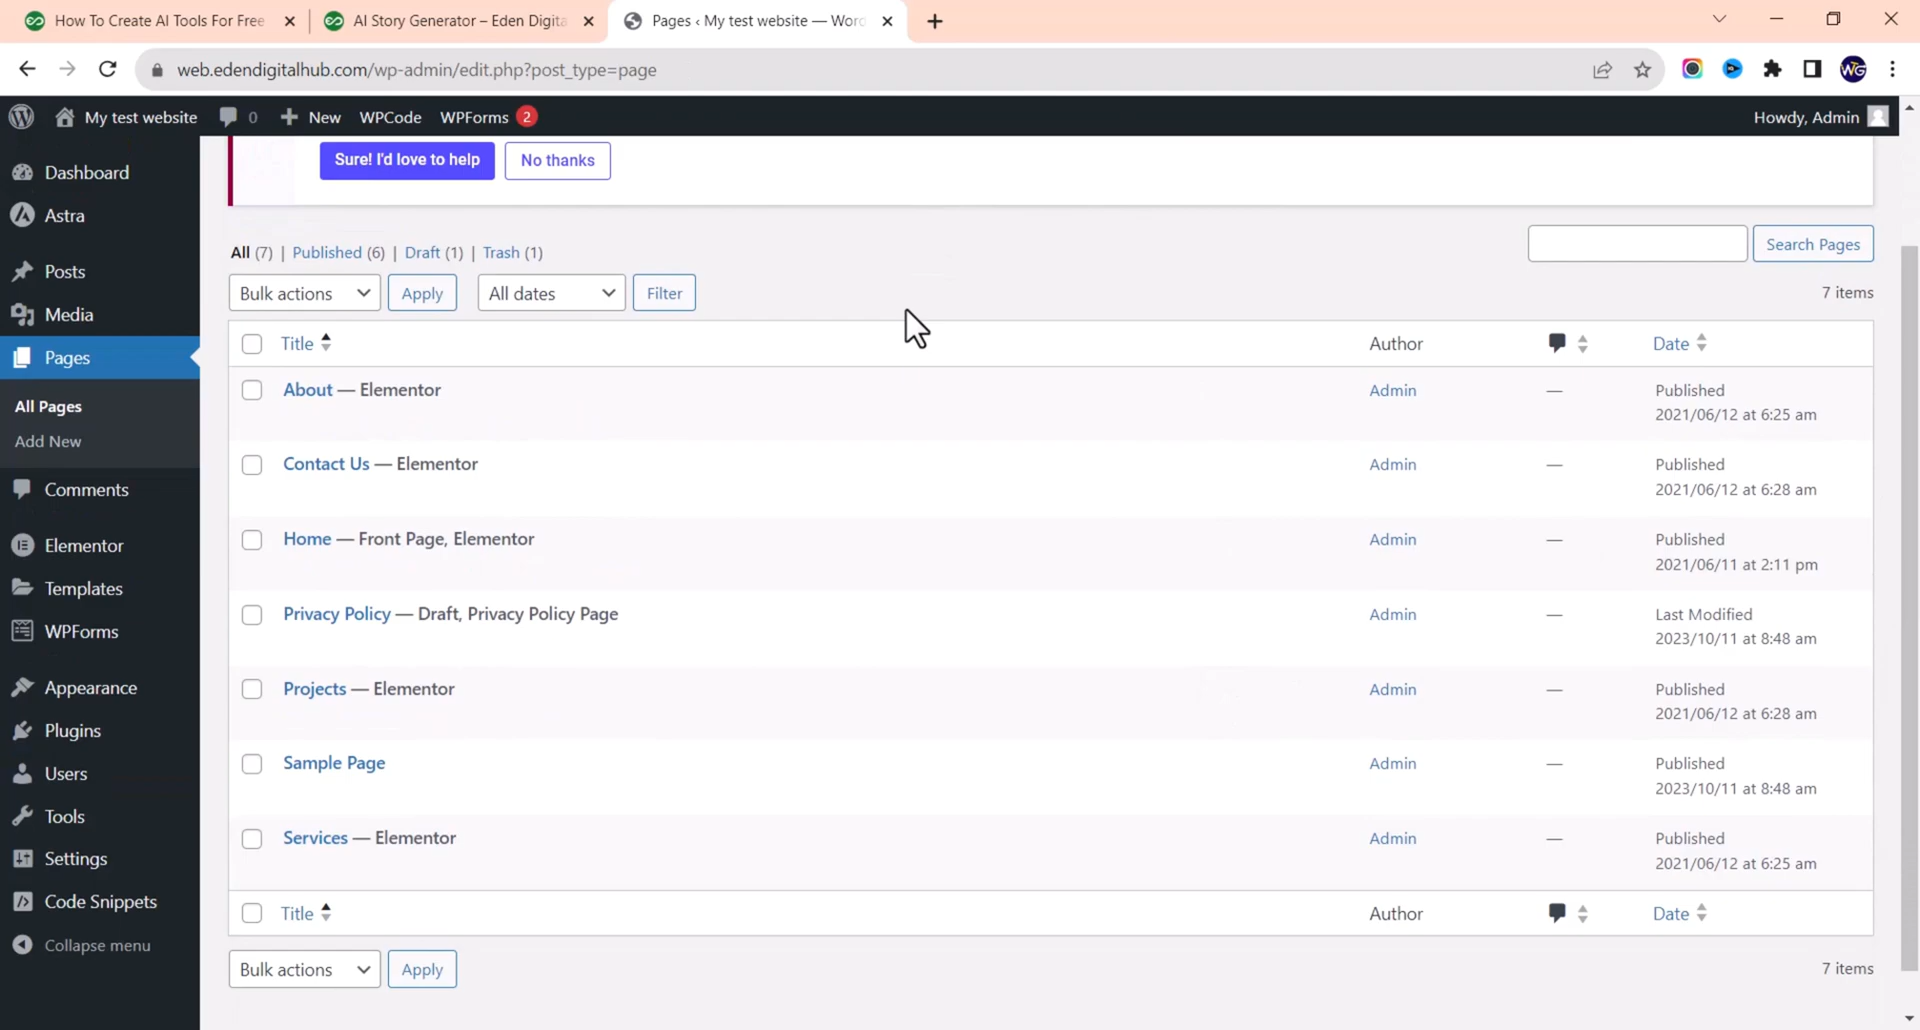 How To Create AI Tools For Free
AI Story Generator – Eden Digita
Pages ‹ My test website — Wor
web.edendigitalhub.com/wp-admin/edit.php?post_type=page
WG
My test website 0 New WPCode WPForms 2
Howdy, Admin
Dashboard
Astra
Posts
Media
Pages
All Pages
Add New
Comments
Elementor
Templates
WPForms
Appearance
Plugins
Users
Tools
Settings
Code Snippets
Collapse menu
Sure! I'd love to help No thanks
All (7) | Published (6) | Draft (1) | Trash (1)
Search Pages
Bulk actions Apply All dates Filter 7 items
Title Author Date
About — Elementor Admin — Published
2021/06/12 at 6:25 am
Contact Us — Elementor Admin — Published
2021/06/12 at 6:28 am
Home — Front Page, Elementor Admin — Published
2021/06/11 at 2:11 pm
Privacy Policy — Draft, Privacy Policy Page Admin — Last Modified
2023/10/11 at 8:48 am
Projects — Elementor Admin — Published
2021/06/12 at 6:28 am
Sample Page Admin — Published
2023/10/11 at 8:48 am
Services — Elementor Admin — Published
2021/06/12 at 6:25 am
Title Author Date
Bulk actions Apply 7 items